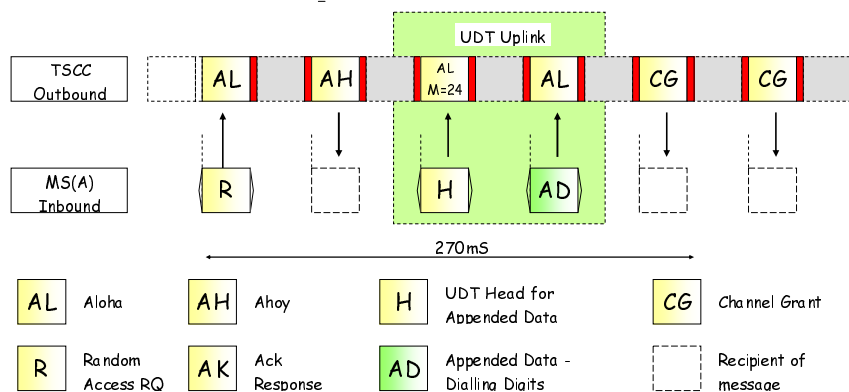 UDT Uplink
TSCC
Outbound
AL
AH
AL
M=24
AL
CG
CG
MS(A)
Inbound
R
H
AD
270mS
AL
Aloha
AH
Ahoy
H
UDT Head for
Appended Data
CG
Channel Grant
R
Random
Access RQ
AK
Ack
Response
AD
Appended Data -
Dialling Digits
Recipient of
message